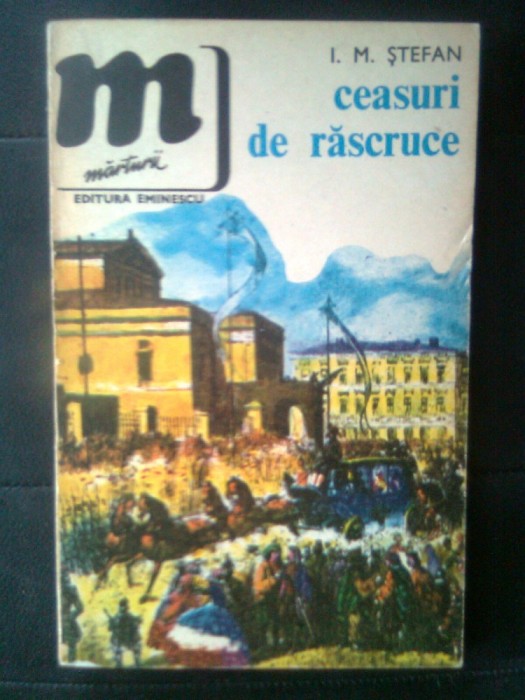 m
mărturii
EDITURA EMINESCU
I. M. ŞTEFAN
ceasuri
de răscruce